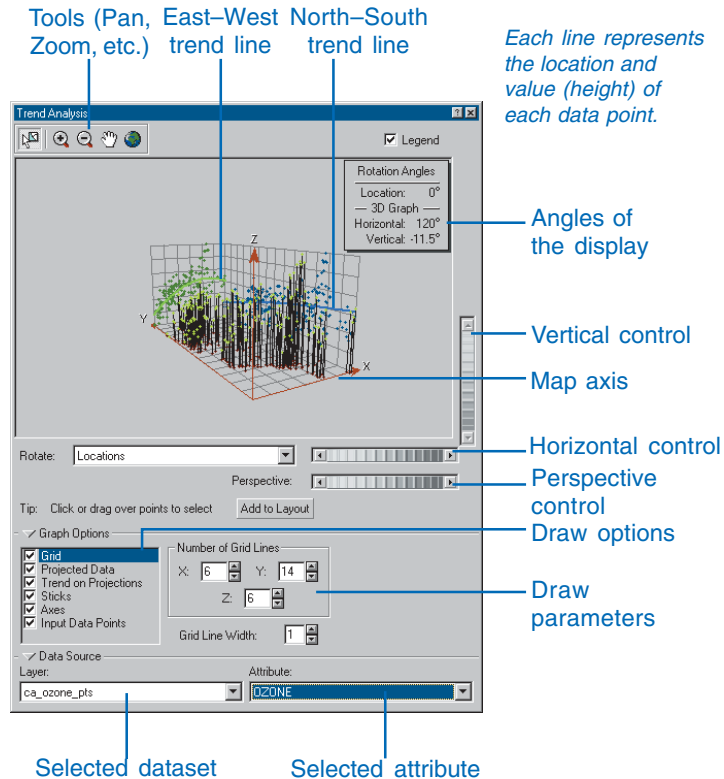 Tools (Pan, Zoom, etc.)
East–West trend line
North–South trend line
Each line represents
the location and
value (height) of
each data point.
Trend Analysis
Legend
Rotation Angles
Location: 0°
3D Graph
Horizontal: 120°
Vertical: -11.5°
Z
Y
X
Angles of
the display
Vertical control
Map axis
Rotate: Locations
Horizontal control
Perspective:
Perspective
control
Tip: Click or drag over points to select
Add to Layout
Graph Options
Draw options
Grid
Projected Data
Trend on Projections
Sticks
Axes
Input Data Points
Number of Grid Lines
X: 6 Y: 14
Z: 6
Grid Line Width: 1
Draw
parameters
Data Source
Layer: Attribute:
ca_ozone_pts OZONE
Selected dataset Selected attribute